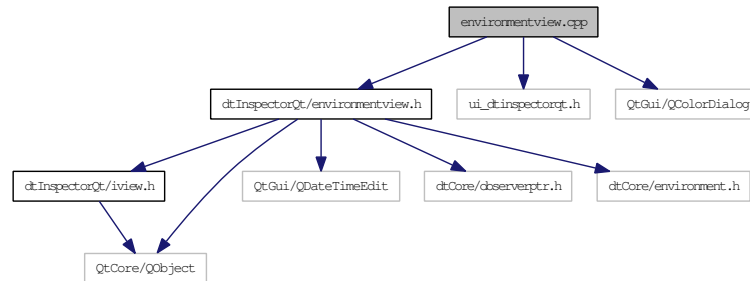 environmentview.cpp
dtInspectorQt/environmentview.h
ui_dtinspectorqt.h
QtGui/QColorDialog
dtInspectorQt/iview.h
QtGui/QDateTimeEdit
dtCore/observerptr.h
dtCore/environment.h
QtCore/QObject